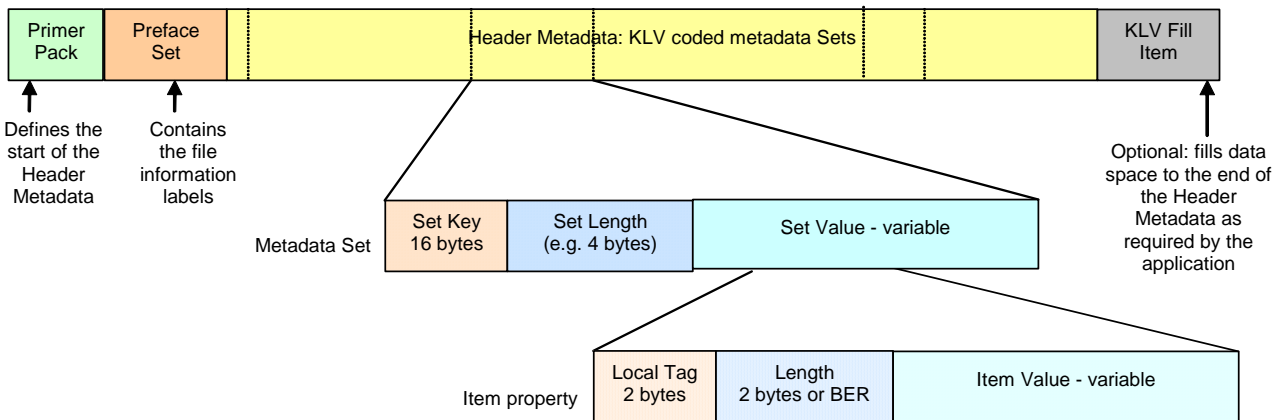 Primer
Pack
Preface
Set
Header Metadata: KLV coded metadata Sets
KLV Fill
Item
Defines the
start of the
Header
Metadata
Contains
the file
information
labels
Optional: fills data
space to the end of
the Header
Metadata as
required by the
application
Metadata Set
Set Key
16 bytes
Set Length
(e.g. 4 bytes)
Set Value - variable
Item property
Local Tag
2 bytes
Length
2 bytes or BER
Item Value - variable